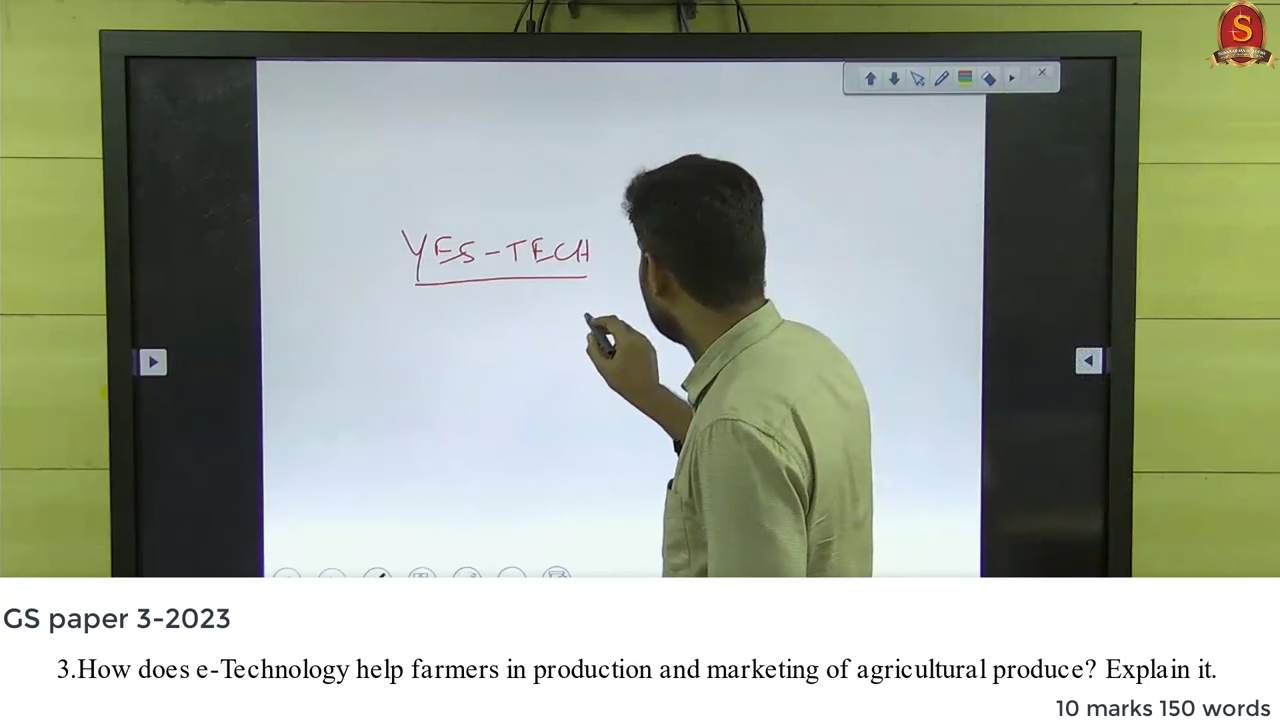 S
YES-TECH
GS paper 3-2023
3.How does e-Technology help farmers in production and marketing of agricultural produce? Explain it.
10 marks 150 words